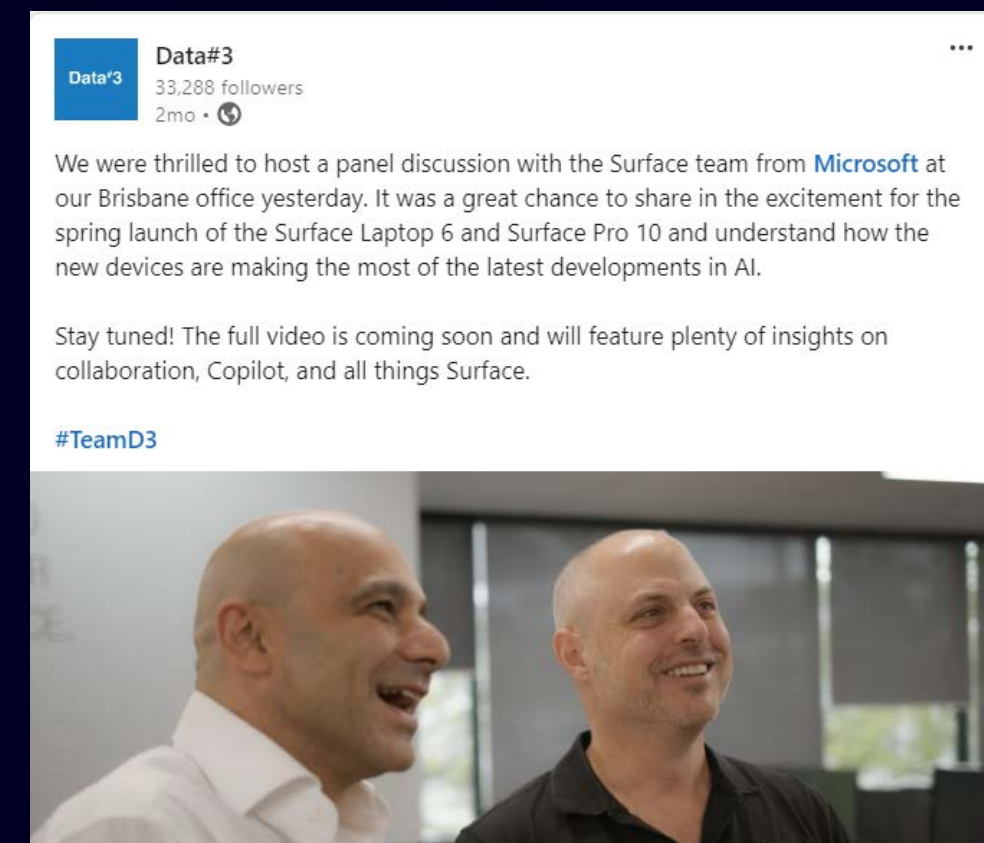 Data#3
Data#3
33,288 followers
2mo •
We were thrilled to host a panel discussion with the Surface team from Microsoft at
our Brisbane office yesterday. It was a great chance to share in the excitement for the
spring launch of the Surface Laptop 6 and Surface Pro 10 and understand how the
new devices are making the most of the latest developments in AI.
Stay tuned! The full video is coming soon and will feature plenty of insights on
collaboration, Copilot, and all things Surface.
#TeamD3